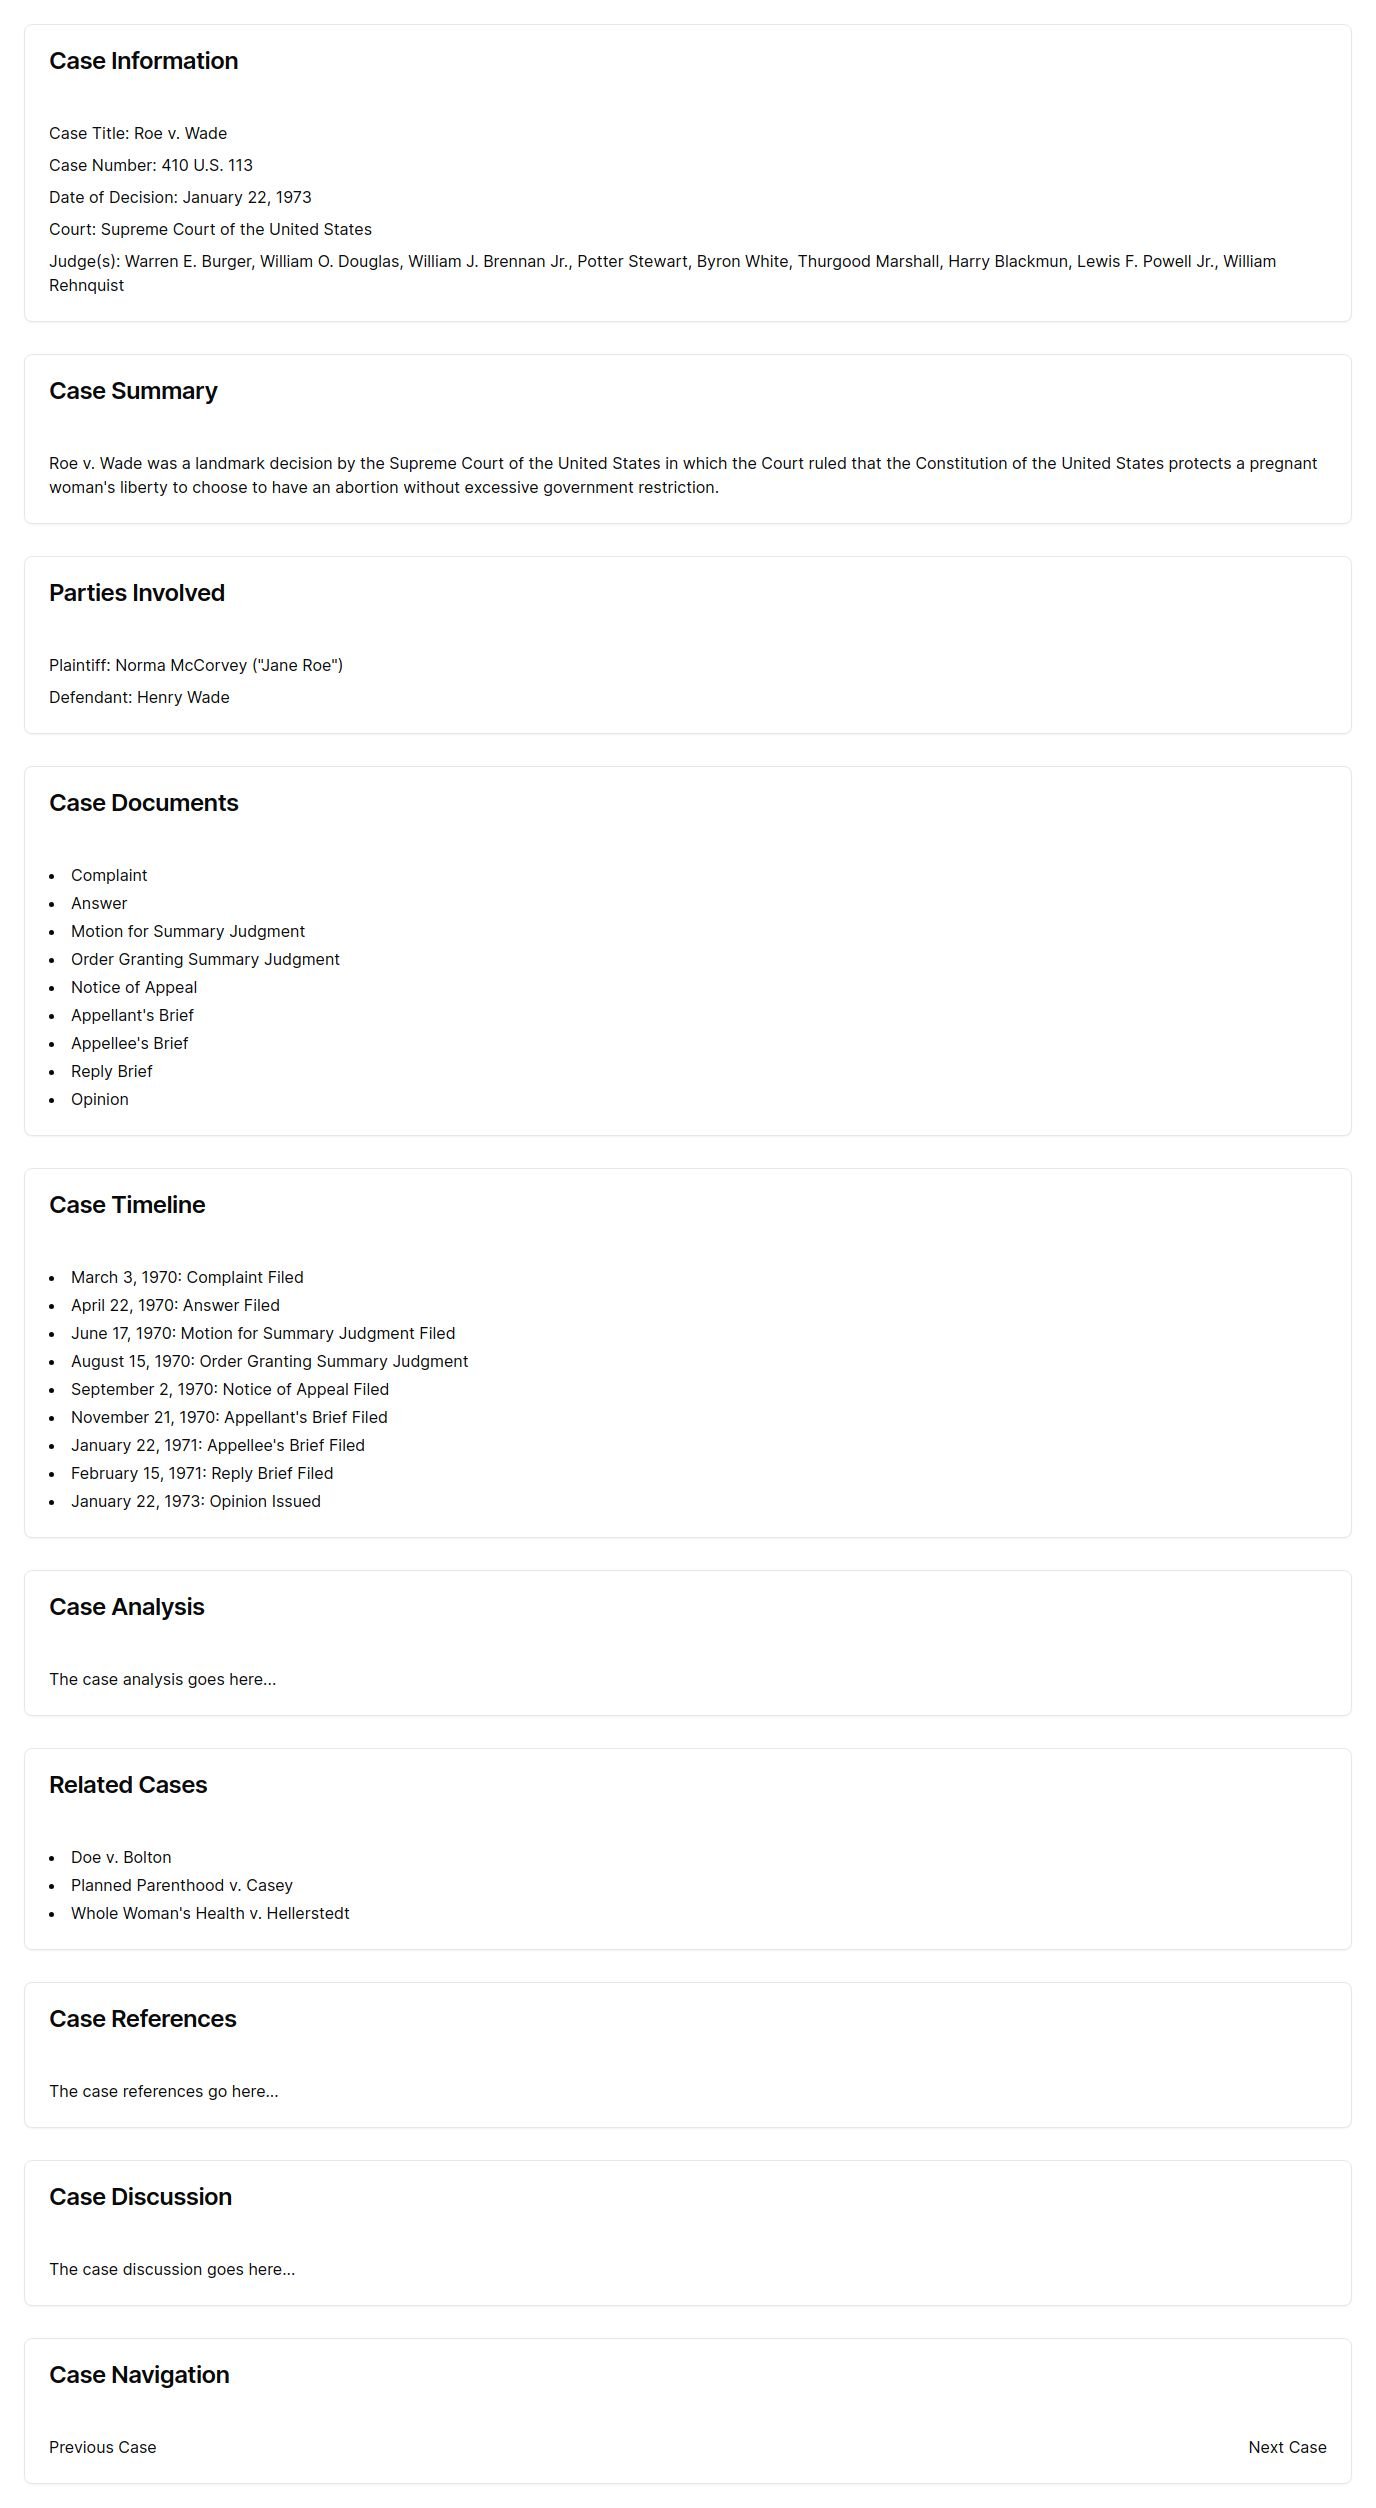 Case Information
Case Title: Roe v. Wade
Case Number: 410 U.S. 113
Date of Decision: January 22, 1973
Court: Supreme Court of the United States
Judge(s): Warren E. Burger, William O. Douglas, William J. Brennan Jr., Potter Stewart, Byron White, Thurgood Marshall, Harry Blackmun, Lewis F. Powell Jr., William
Rehnquist
Case Summary
Roe v. Wade was a landmark decision by the Supreme Court of the United States in which the Court ruled that the Constitution of the United States protects a pregnant
woman's liberty to choose to have an abortion without excessive government restriction.
Parties Involved
Plaintiff: Norma McCorvey ("Jane Roe")
Defendant: Henry Wade
Case Documents
• Complaint
• Answer
• Motion for Summary Judgment
• Order Granting Summary Judgment
• Notice of Appeal
• Appellant's Brief
• Appellee's Brief
• Reply Brief
• Opinion
Case Timeline
• March 3, 1970: Complaint Filed
• April 22, 1970: Answer Filed
• June 17, 1970: Motion for Summary Judgment Filed
• August 15, 1970: Order Granting Summary Judgment
• September 2, 1970: Notice of Appeal Filed
• November 21, 1970: Appellant's Brief Filed
• January 22, 1971: Appellee's Brief Filed
• February 15, 1971: Reply Brief Filed
• January 22, 1973: Opinion Issued
Case Analysis
The case analysis goes here...
Related Cases
• Doe v. Bolton
• Planned Parenthood v. Casey
• Whole Woman's Health v. Hellerstedt
Case References
The case references go here...
Case Discussion
The case discussion goes here...
Case Navigation
Previous Case
Next Case